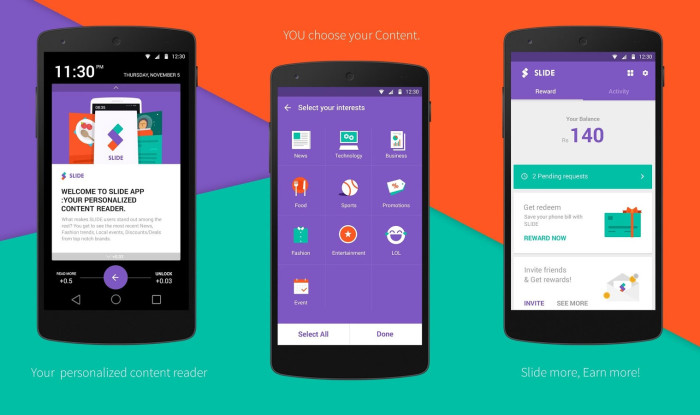 YOU choose your Content.
12:30
11:30 PM
THURSDAY, NOVEMBER 5
SLIDE
SLIDE
WELCOME TO SLIDE APP
:YOUR PERSONALIZED
CONTENT READER.
What makes SLIDE users stand out among the
rest? You get to see the most recent News,
Fashion trends, Local events, Discounts/Deals
from top notch brands.
READ MORE
+0.5
UNLOCK
+0.03
Your personalized content reader
12:30
Select your interests
News
Technology
Business
Food
Sports
Promotions
Fashion
Entertainment
LOL
Event
Select All
Done
12:30
SLIDE
Reward
Activity
Your Balance
Rs 140
2 Pending requests
Get redeem
Save your phone bill with
SLIDE
REWARD NOW
Invite friends
& Get rewards!
INVITE
SEE MORE
Slide more, Earn more!